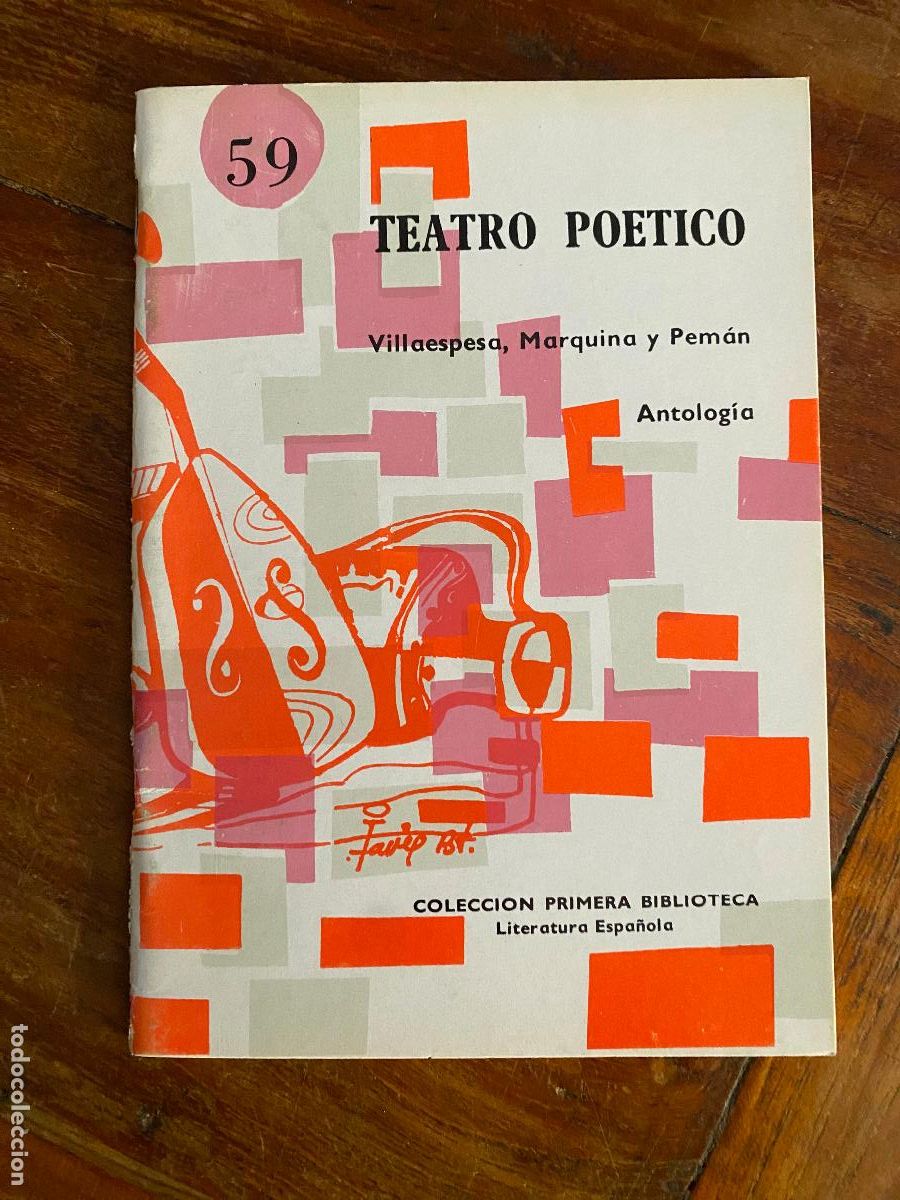 59
TEATRO POETICO
Villaespesa, Marquina y Pemán
Antología
COLECCION PRIMERA BIBLIOTECA
Literatura Española
todocoleccion